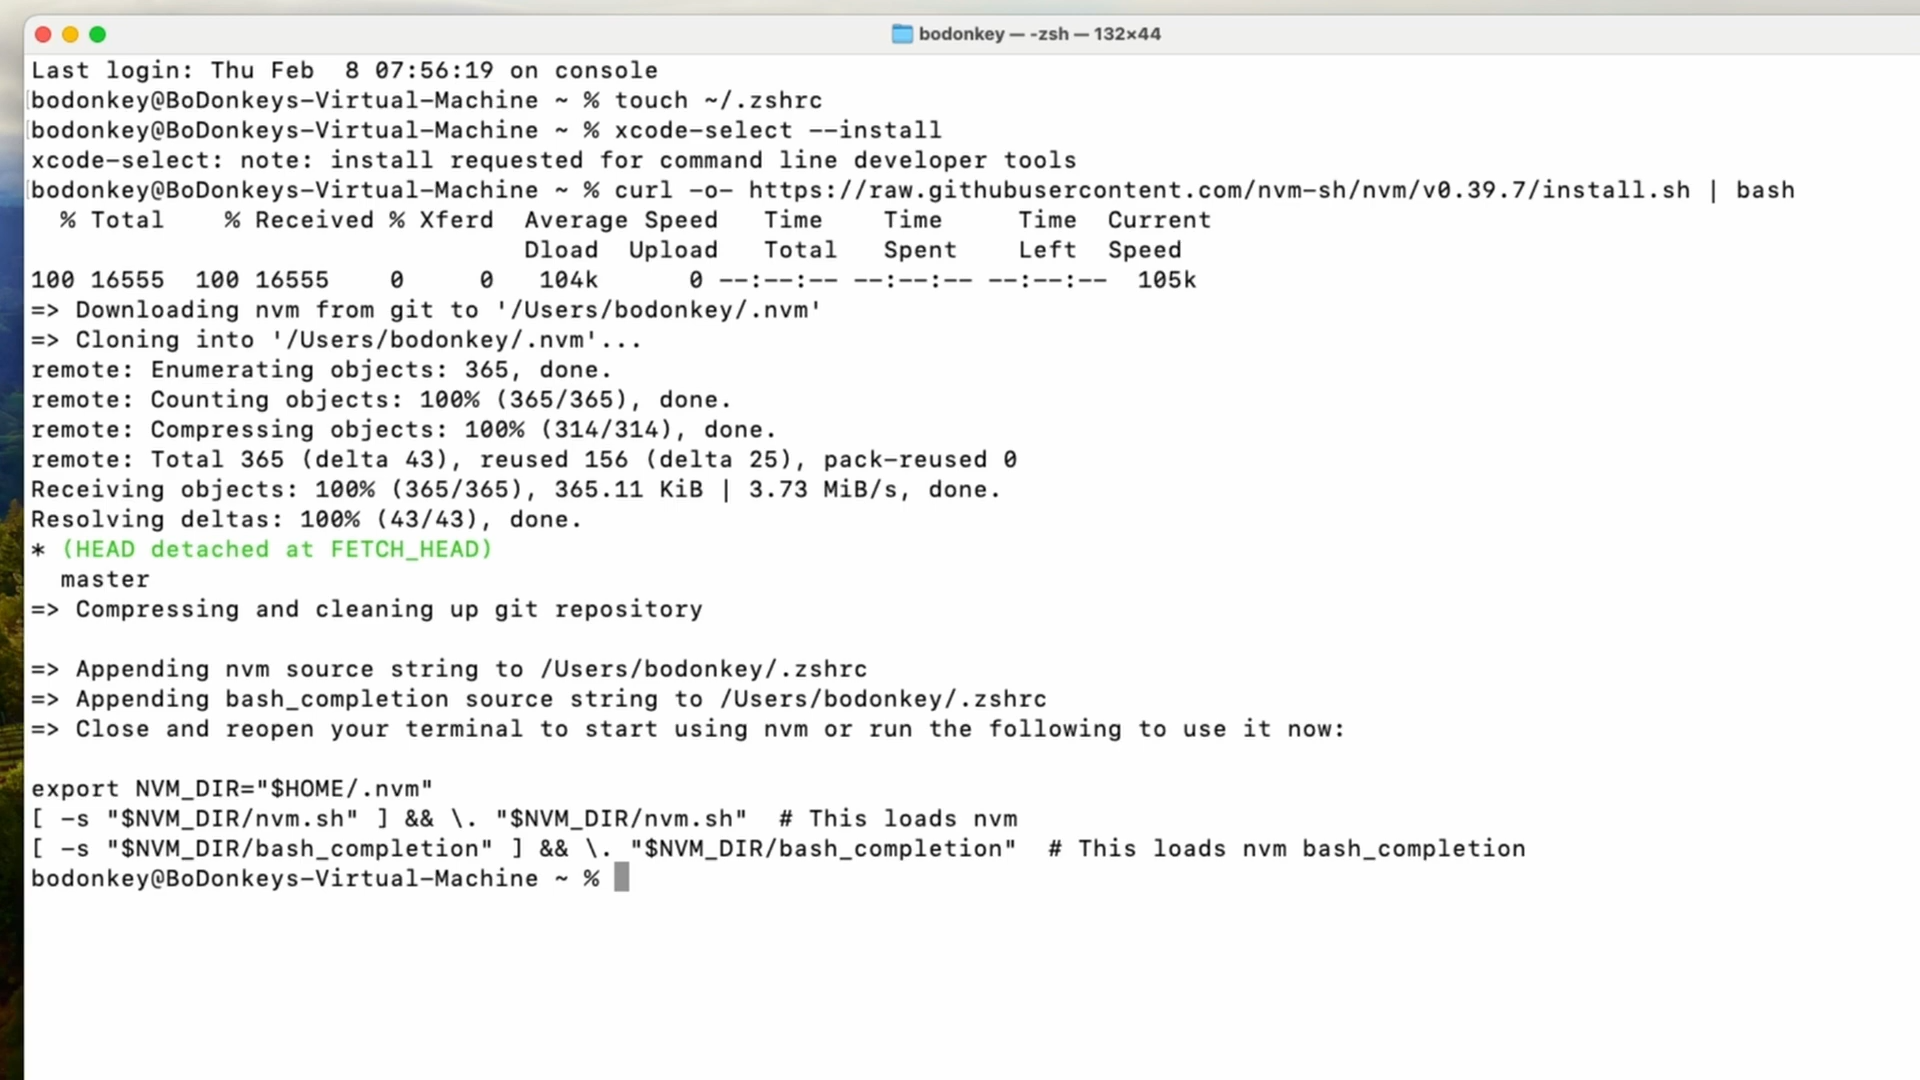 bodonkey — -zsh — 132×44
Last login: Thu Feb  8 07:56:19 on console
bodonkey@BoDonkeys-Virtual-Machine ~ % touch ~/.zshrc
bodonkey@BoDonkeys-Virtual-Machine ~ % xcode-select --install
xcode-select: note: install requested for command line developer tools
bodonkey@BoDonkeys-Virtual-Machine ~ % curl -o- https://raw.githubusercontent.com/nvm-sh/nvm/v0.39.7/install.sh | bash
  % Total    % Received % Xferd  Average Speed   Time    Time     Time  Current
                                 Dload  Upload   Total   Spent    Left  Speed
100 16555  100 16555    0     0   104k      0 --:--:-- --:--:-- --:--:--  105k
=> Downloading nvm from git to '/Users/bodonkey/.nvm'
=> Cloning into '/Users/bodonkey/.nvm'...
remote: Enumerating objects: 365, done.
remote: Counting objects: 100% (365/365), done.
remote: Compressing objects: 100% (314/314), done.
remote: Total 365 (delta 43), reused 156 (delta 25), pack-reused 0
Receiving objects: 100% (365/365), 365.11 KiB | 3.73 MiB/s, done.
Resolving deltas: 100% (43/43), done.
* (HEAD detached at FETCH_HEAD)
  master
=> Compressing and cleaning up git repository
=> Appending nvm source string to /Users/bodonkey/.zshrc
=> Appending bash_completion source string to /Users/bodonkey/.zshrc
=> Close and reopen your terminal to start using nvm or run the following to use it now:
export NVM_DIR="$HOME/.nvm"
[ -s "$NVM_DIR/nvm.sh" ] && \. "$NVM_DIR/nvm.sh"  # This loads nvm
[ -s "$NVM_DIR/bash_completion" ] && \. "$NVM_DIR/bash_completion"  # This loads nvm bash_completion
bodonkey@BoDonkeys-Virtual-Machine ~ %